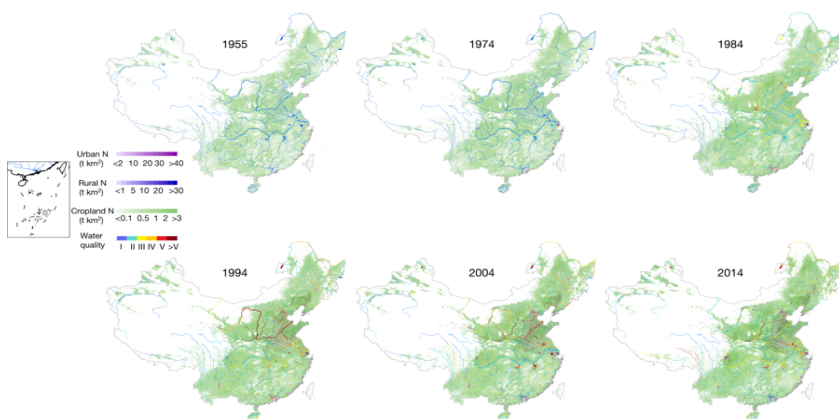 1955
1974
1984
Urban N
(t km²)
<2 10 20 30 >40
Rural N
(t km²)
<1 5 10 20 >30
Cropland N
(t km²)
<0.1 0.5 1 2 >3
Water
quality
I II III IV V >V
1994
2004
2014